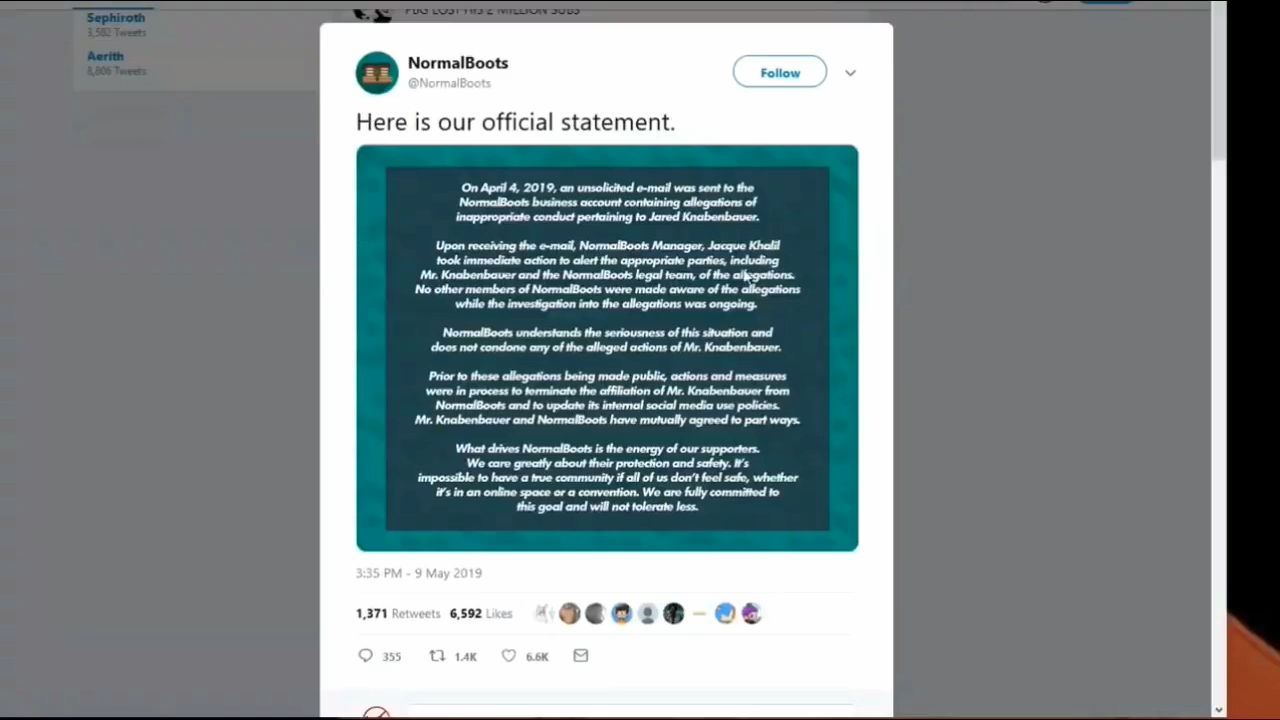 PBG LOST HIS 2 MILLION SUBS
Sephiroth
3,582 Tweets
Aerith
8,806 Tweets
NormalBoots
@NormalBoots
Follow
Here is our official statement.
On April 4, 2019, an unsolicited e-mail was sent to the
NormalBoots business account containing allegations of
inappropriate conduct pertaining to Jared Knabenbauer.
Upon receiving the e-mail, NormalBoots Manager, Jacque Khalil
took immediate action to alert the appropriate parties, including
Mr. Knabenbauer and the NormalBoots legal team, of the allegations.
No other members of NormalBoots were made aware of the allegations
while the investigation into the allegations was ongoing.
NormalBoots understands the seriousness of this situation and
does not condone any of the alleged actions of Mr. Knabenbauer.
Prior to these allegations being made public, actions and measures
were in process to terminate the affiliation of Mr. Knabenbauer from
NormalBoots and to update its internal social media use policies.
Mr. Knabenbauer and NormalBoots have mutually agreed to part ways.
What drives NormalBoots is the energy of our supporters.
We care greatly about their protection and safety. It's
impossible to have a true community if all of us don't feel safe, whether
it's in an online space or a convention. We are fully committed to
this goal and will not tolerate less.
3:35 PM - 9 May 2019
1,371 Retweets 6,592 Likes
355 1.4K 6.6K